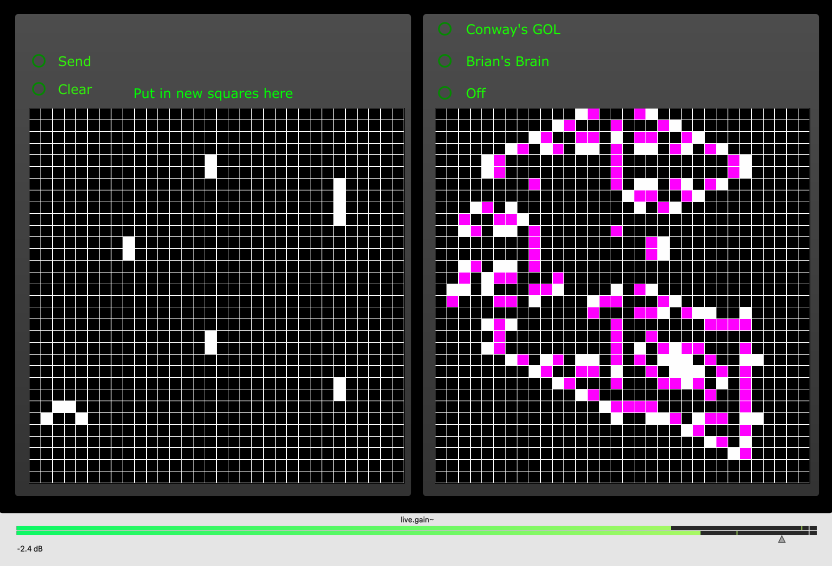 Send
Clear
Put in new squares here
Conway's GOL
Brian's Brain
Off
live.gain~
-2.4 dB